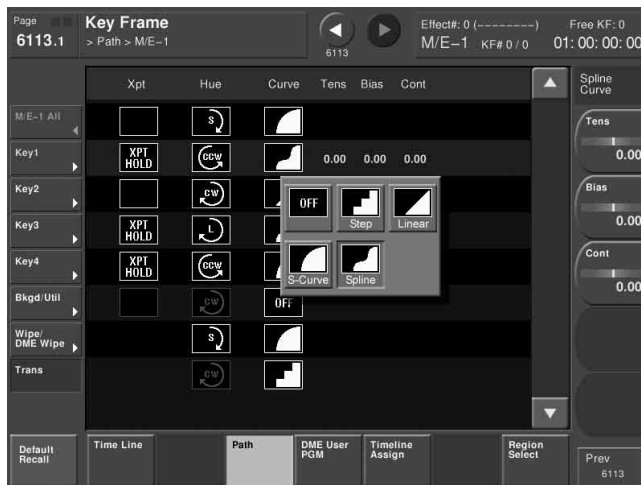 Page
6113.1
Key Frame
> Path > M/E-1
6113
Effect#: 0 (--------)
Free KF: 0
M/E-1 KF# 0 / 0 01: 00: 00: 00
Xpt Hue Curve Tens Bias Cont
Spline
Curve
M/E-1 All
S
Tens
0.00
Key1
XPT
HOLD
CCW
0.00 0.00 0.00
Key2
CW
Bias
0.00
OFF
Step
Linear
Key3
XPT
HOLD
L
Cont
0.00
Key4
XPT
HOLD
CCW
S-Curve
Spline
Bkgd/Util
CW
OFF
Wipe/
DME Wipe
S
Trans
CW
Default
Recall
Time Line
Path
DME User
PGM
Timeline
Assign
Region
Select
Prev
6113